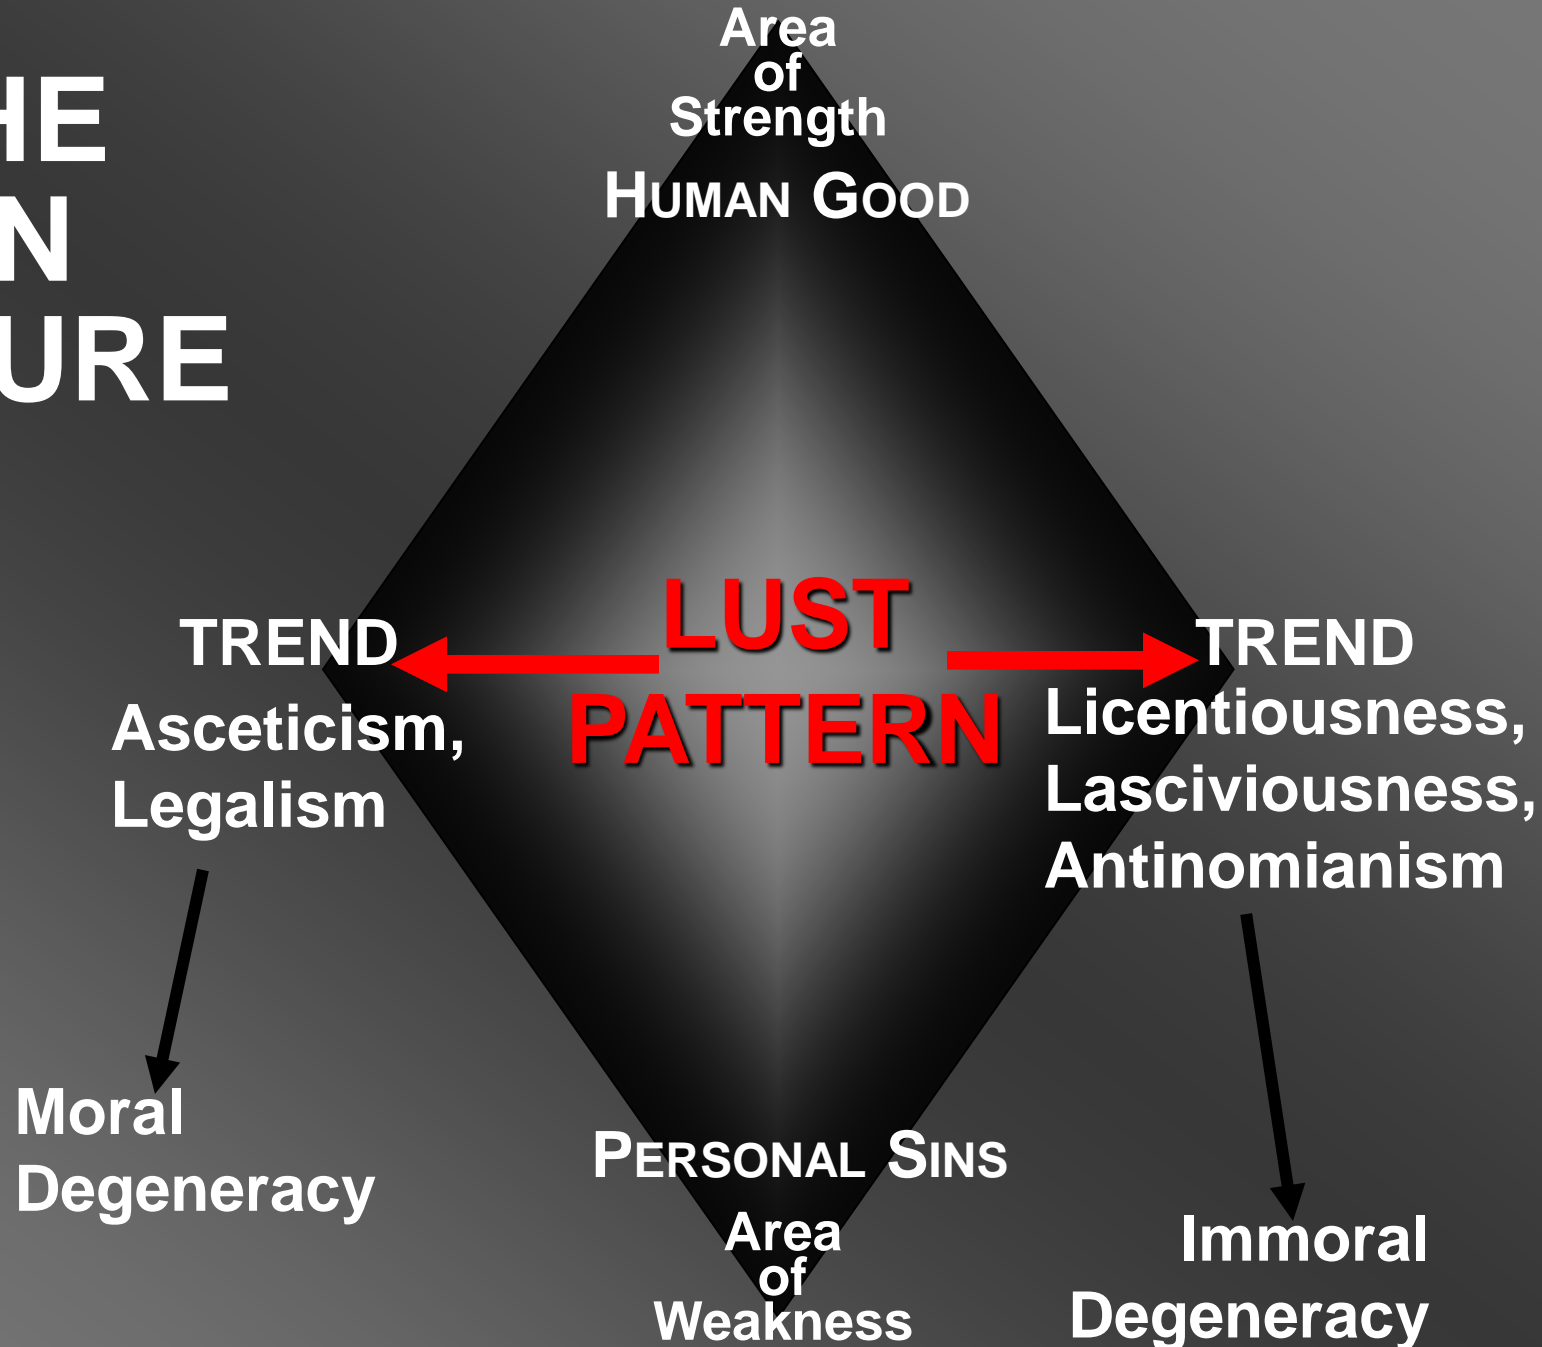 HE
N
URE
Area
of
Strength
HUMAN GOOD
LUST
PATTERN
TREND
Asceticism,
Legalism
Moral
Degeneracy
TREND
Licentiousness,
Lasciviousness,
Antinomianism
Immoral
Degeneracy
PERSONAL SINS
Area
of
Weakness